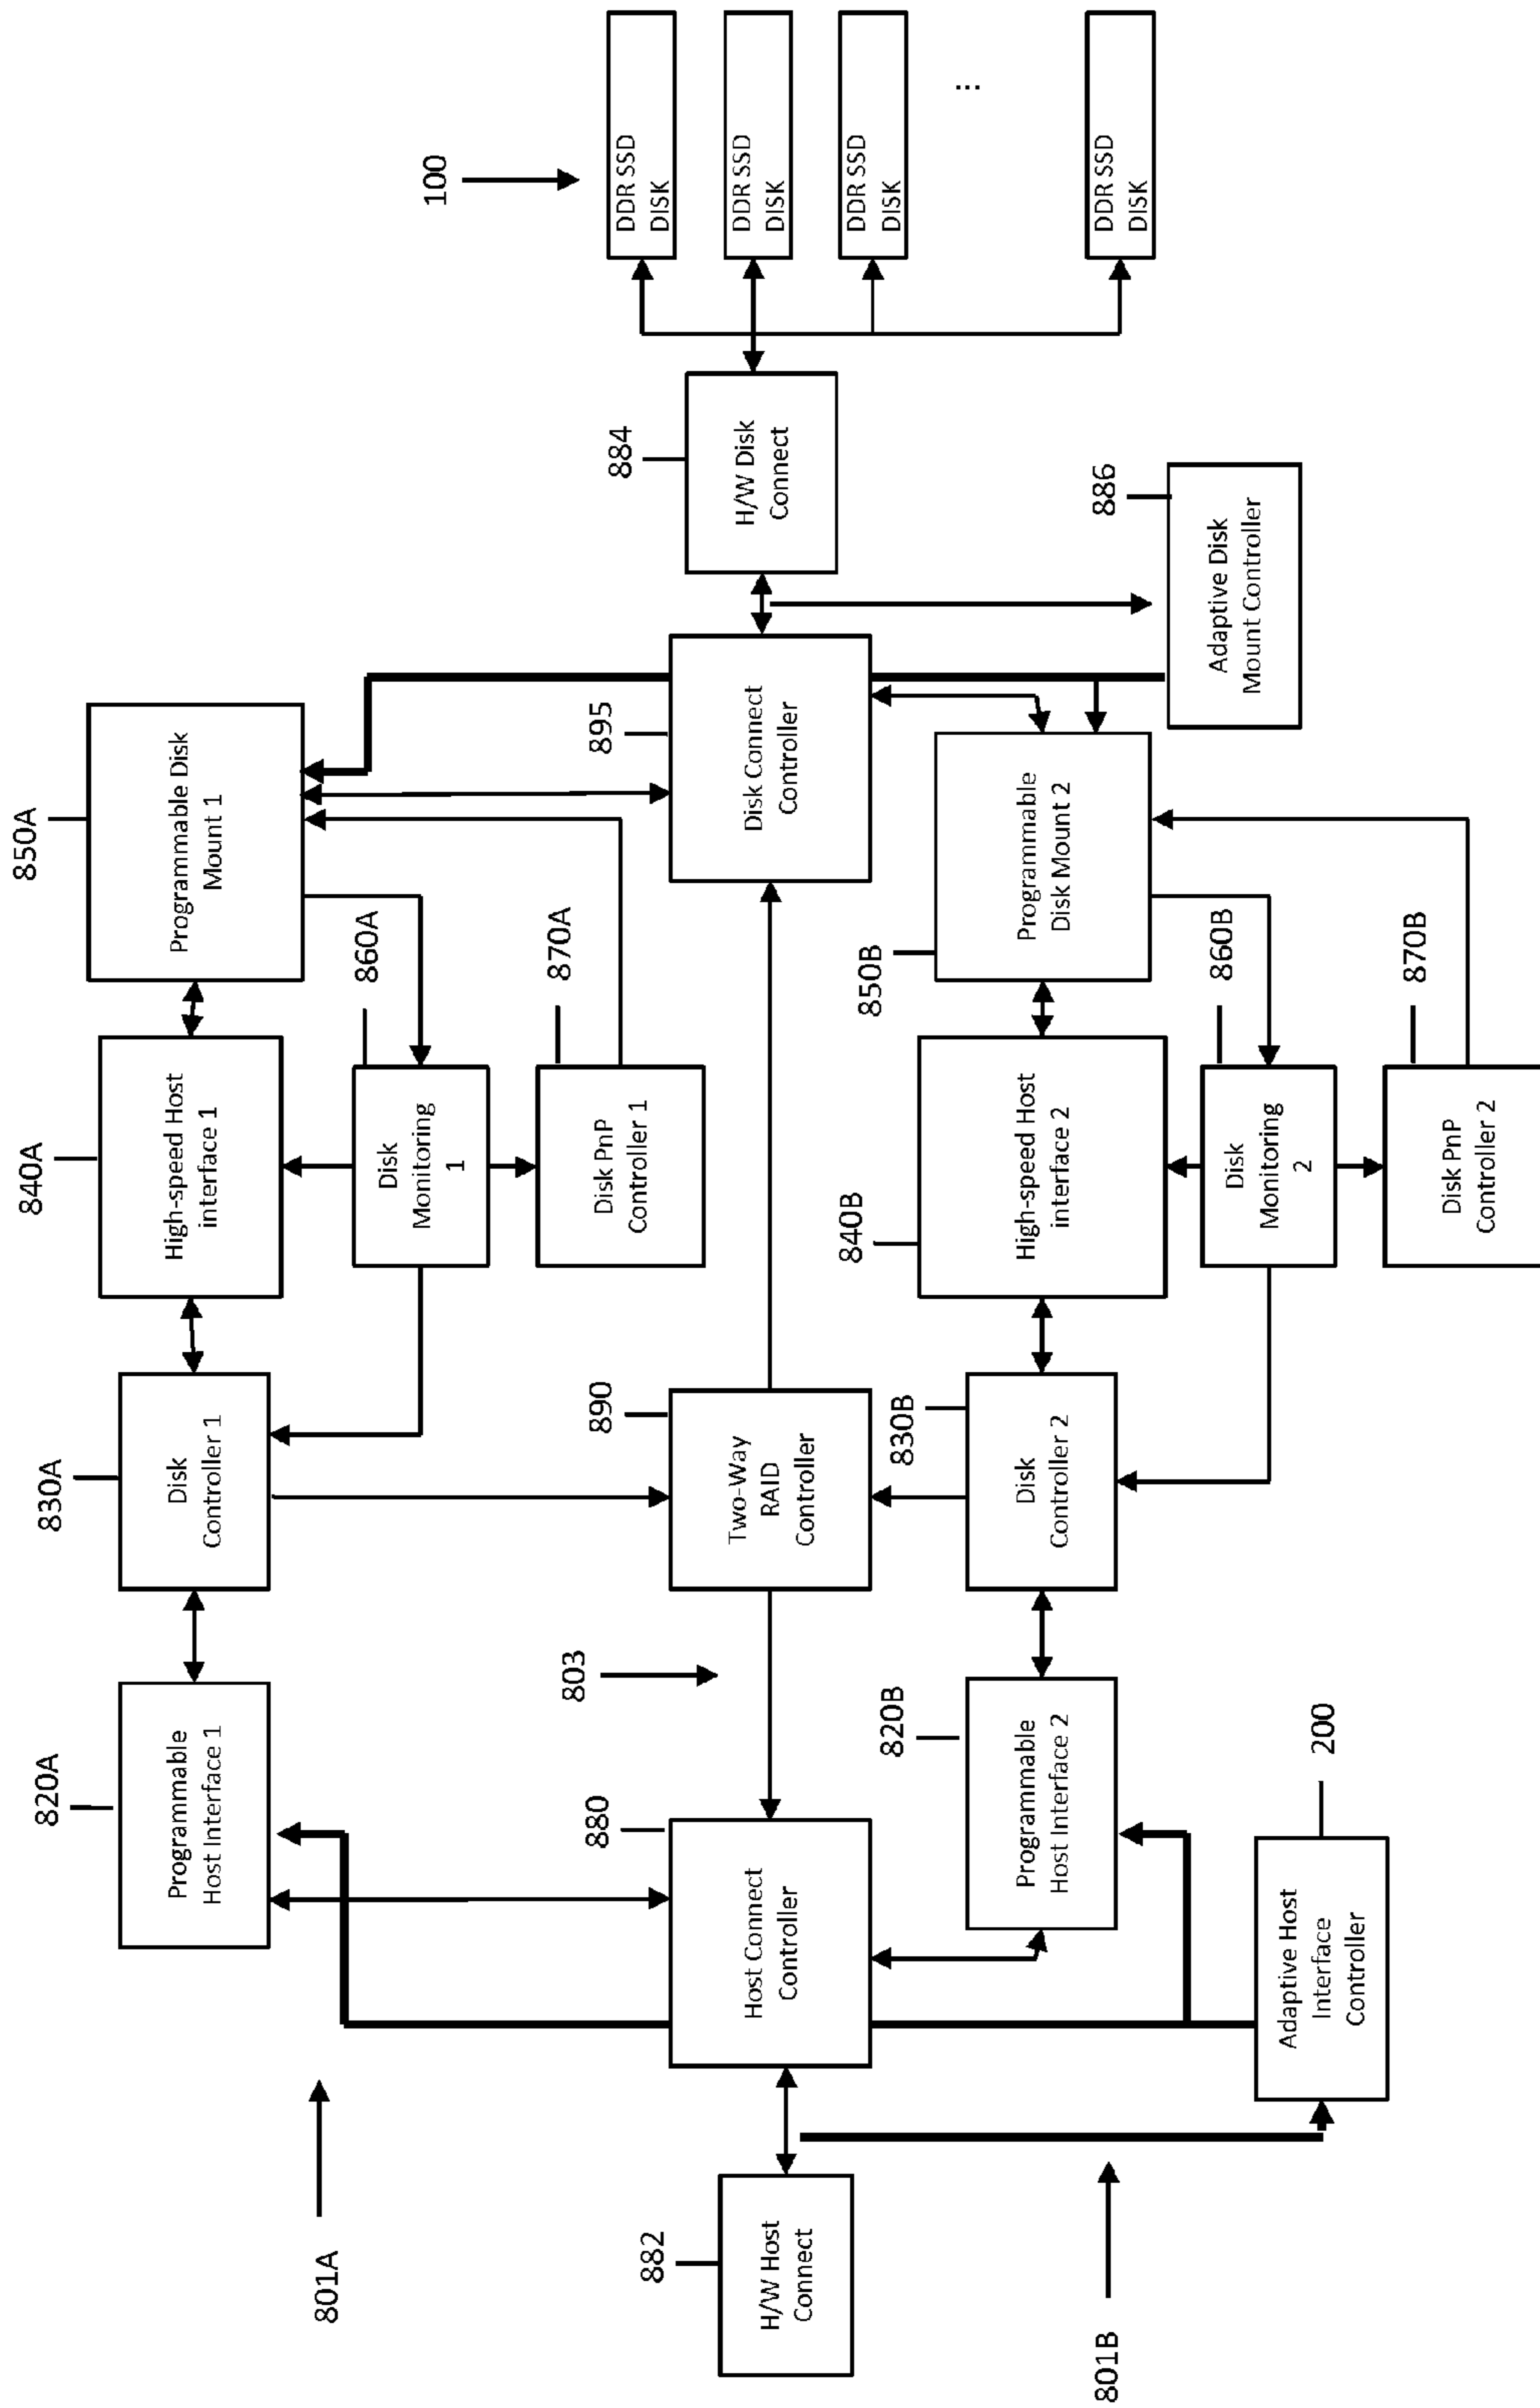 850A
Programmable Disk
Mount 1
840A
High-speed Host
interface 1
830A
Disk
Controller 1
820A
Programmable
Host Interface 1
801A
860A
Disk
Monitoring
1
870A
Disk PnP
Controller 1
100
DDR SSD
DISK
DDR SSD
DISK
DDR SSD
DISK
...
DDR SSD
DISK
884
H/W Disk
Connect
895
Disk Connect
Controller
890
Two-Way
RAID
Controller
803
880
Host Connect
Controller
882
H/W Host
Connect
886
Adaptive Disk
Mount Controller
850B
Programmable
Disk Mount 2
840B
High-speed Host
interface 2
830B
Disk
Controller 2
820B
Programmable
Host Interface 2
860B
Disk
Monitoring
2
870B
Disk PnP
Controller 2
200
Adaptive Host
Interface
Controller
801B